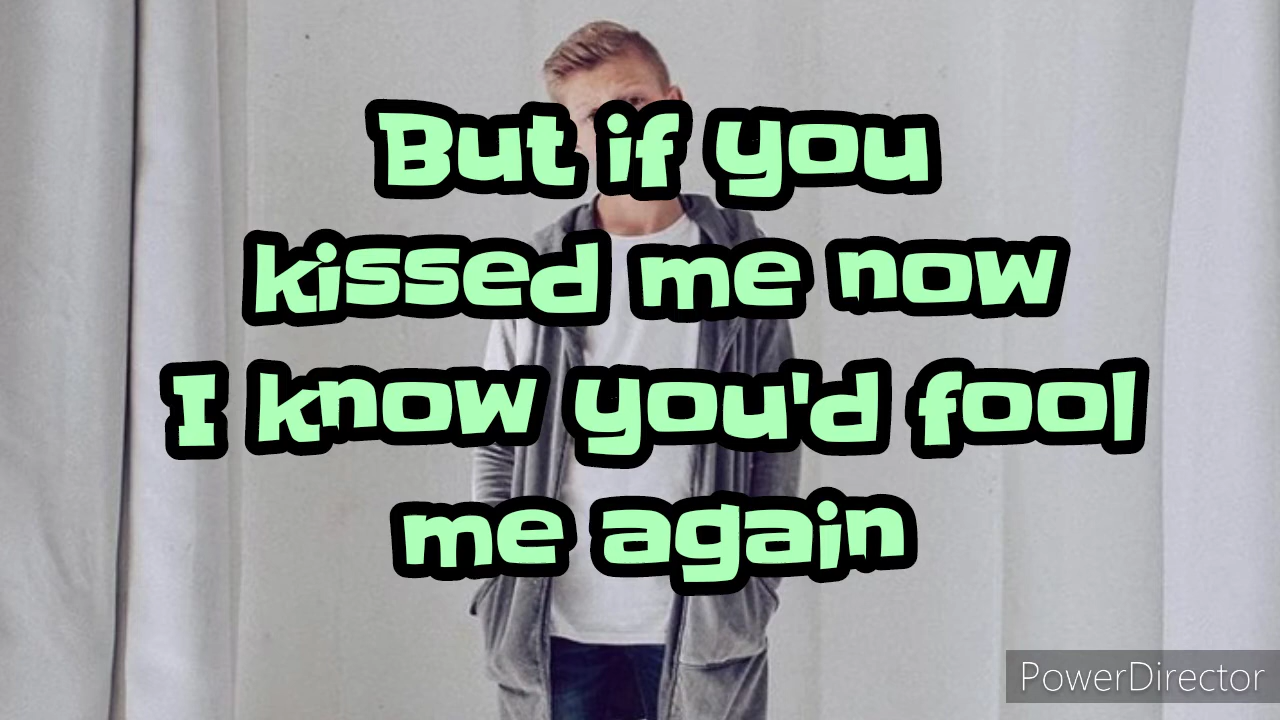 But if you
kissed me now
I know you'd fool
me again
PowerDirector